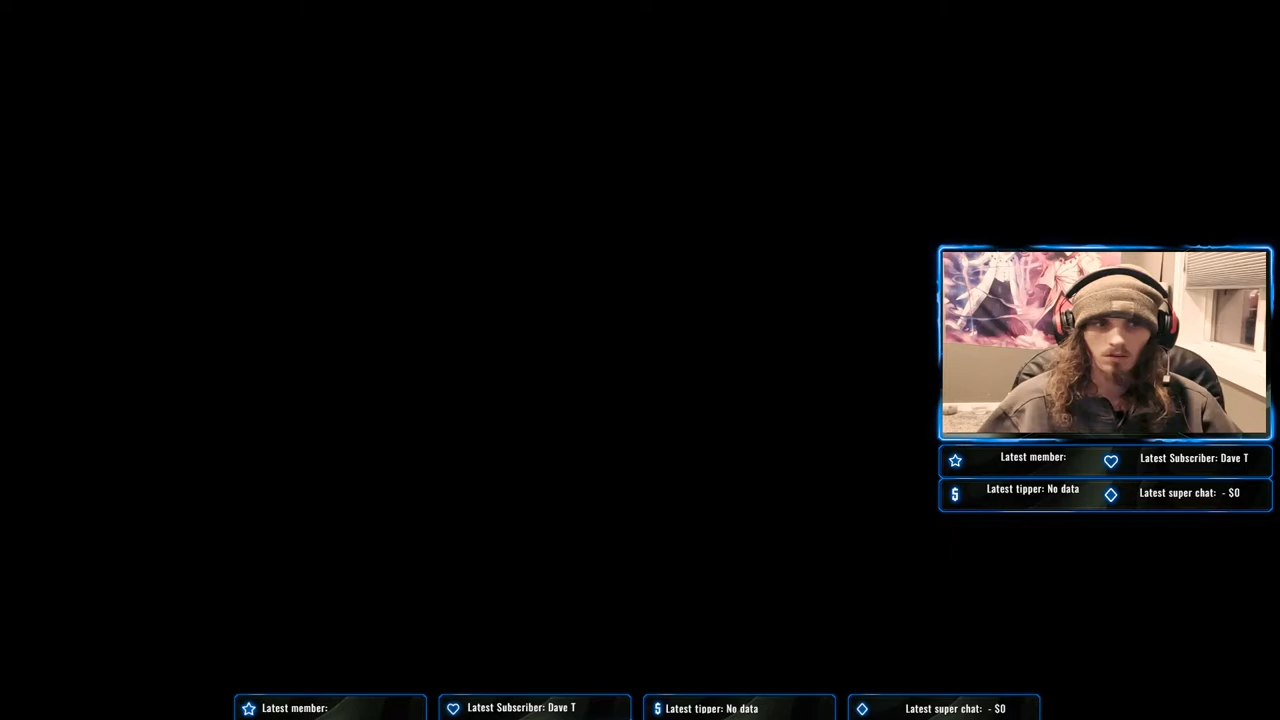 Latest member:
Latest Subscriber: Dave T
Latest tipper: No data
Latest super chat:  - $0
Latest member:
Latest Subscriber: Dave T
$ Latest tipper: No data
Latest super chat:  - $0